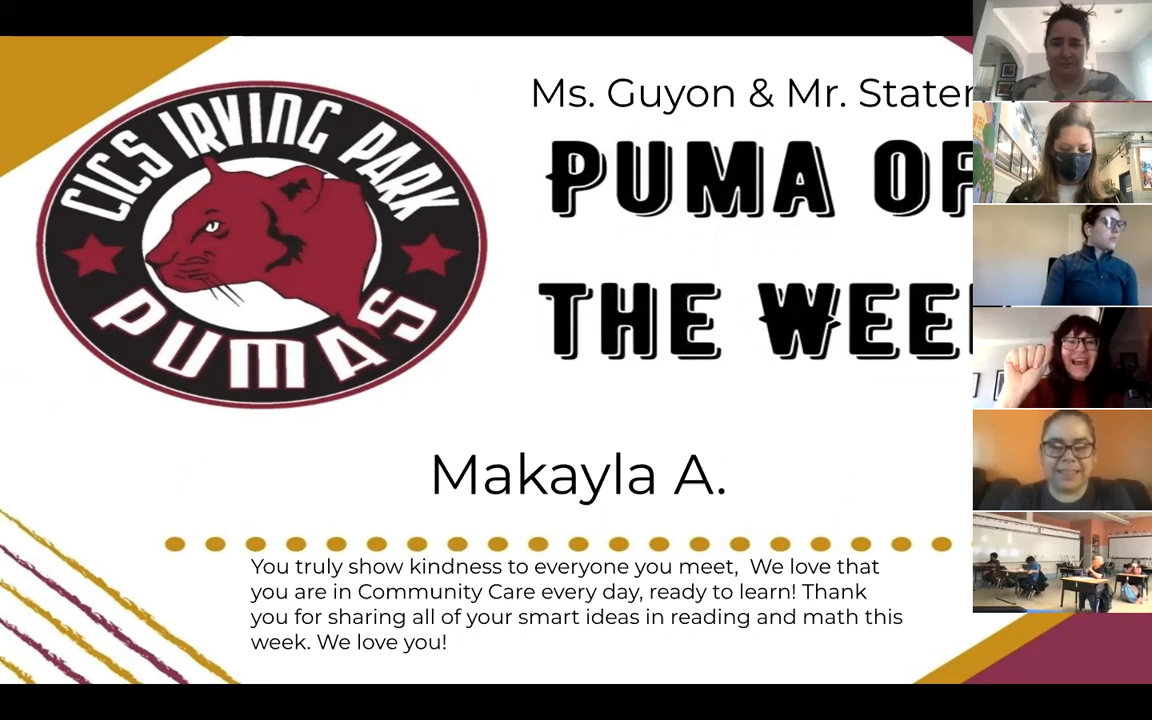 Ms. Guyon & Mr. Staten
CICS IRVING PARK
PUMAS
PUMA OF
THE WEEK
Makayla A.
You truly show kindness to everyone you meet,  We love that
you are in Community Care every day, ready to learn! Thank
you for sharing all of your smart ideas in reading and math this
week. We love you!